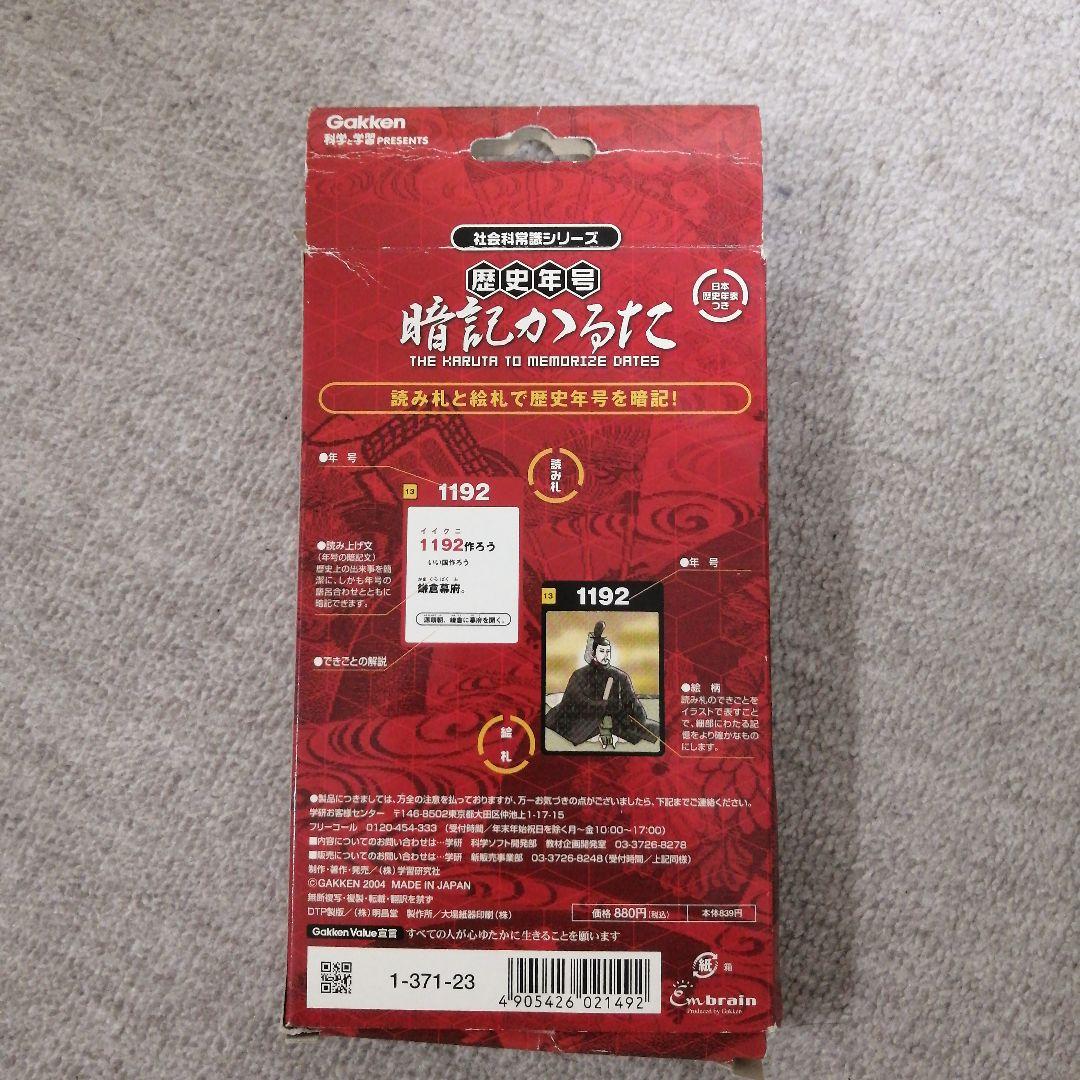 Gakken
科学と学習 PRESENTS
社会科常識シリーズ
歴史年号
暗記かるた
THE KARUTA TO MEMORIZE DATES
日本
歴史年表
つき
読み札と絵札で歴史年号を暗記!
●年 号
読み札
13 1192
イイクニ
1192作ろう
いい国作ろう
かまくらばくふ
鎌倉幕府。
源頼朝、鎌倉に幕府を開く。
●読み上げ文
(年号の暗記文)
歴史上の出来事を簡
潔に、しかも年号の
語呂合わせとともに
暗記できます。
●できごとの解説
●年 号
13 1192
●絵 柄
読み札のできごとを
イラストで表すこと
で、細部にわたる記
憶をより確かなもの
にします。
絵札
●製品につきましては、万全の注意を払っておりますが、万一お気づきの点がございましたら、下記までご連絡ください。
学研お客様センター 〒146-8502東京都大田区仲池上1-17-15
フリーコール 0120-454-333 (受付時間/年末年始祝日を除く月〜金10:00〜17:00)
■内容についてのお問い合わせは…学研 科学ソフト開発部 教材企画開発室 03-3726-8278
■販売についてのお問い合わせは…学研 新販売事業部 03-3726-8248(受付時間/上記同様)
制作・著作・発売/(株)学習研究社
©GAKKEN 2004 MADE IN JAPAN
無断複写・複製・転載・翻訳を禁ず
DTP製版/(株)明昌堂 製作所/大場紙器印刷(株)
価格 880円(税込) 本体839円
Gakken Value宣言 すべての人が心ゆたかに生きることを願います
1-371-23
4 905426 021492
紙 箱
Embrain
Produced by Gakken